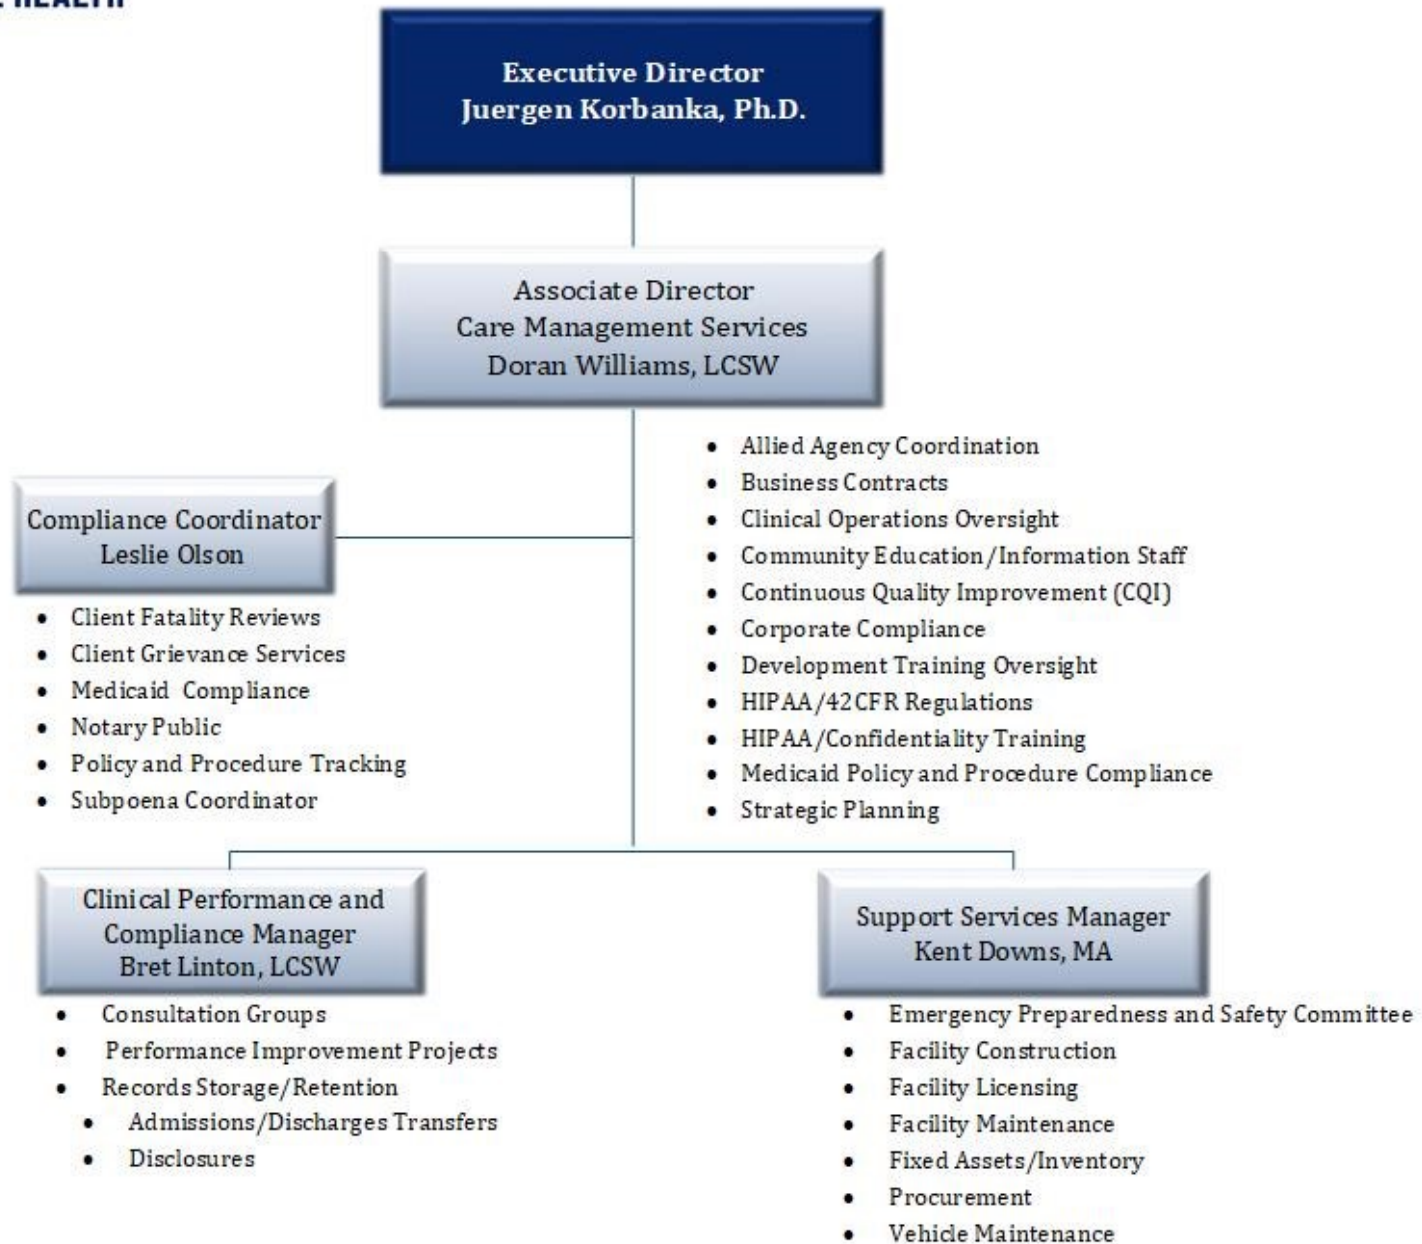 HEALTH
Executive Director
Juergen Korbanka, Ph.D.
Associate Director
Care Management Services
Doran Williams, LCSW
• Allied Agency Coordination
• Business Contracts
• Clinical Operations Oversight
• Community Education/Information Staff
• Continuous Quality Improvement (CQI)
• Corporate Compliance
• Development Training Oversight
• HIPAA/42CFR Regulations
• HIPAA/Confidentiality Training
• Medicaid Policy and Procedure Compliance
• Strategic Planning
Compliance Coordinator
Leslie Olson
• Client Fatality Reviews
• Client Grievance Services
• Medicaid Compliance
• Notary Public
• Policy and Procedure Tracking
• Subpoena Coordinator
Clinical Performance and
Compliance Manager
Bret Linton, LCSW
• Consultation Groups
• Performance Improvement Projects
• Records Storage/Retention
• Admissions/Discharges Transfers
• Disclosures
Support Services Manager
Kent Downs, MA
• Emergency Preparedness and Safety Committee
• Facility Construction
• Facility Licensing
• Facility Maintenance
• Fixed Assets/Inventory
• Procurement
• Vehicle Maintenance